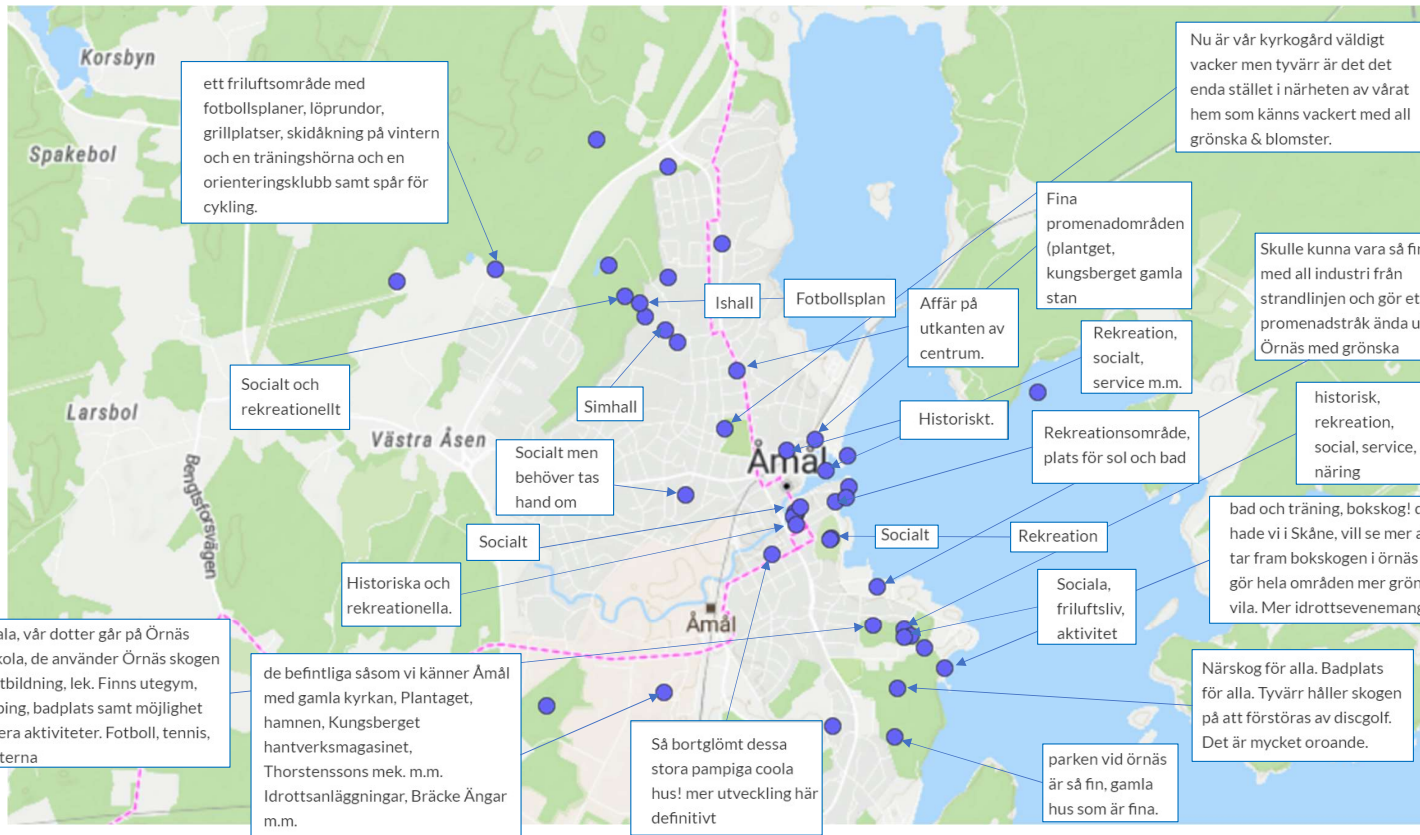 Korsbyn
Spakebol
Larsbol
Västra Åsen
Bengtsforsvägen
Åmål
Åmål
ett friluftsområde med
fotbollsplaner, löprundor,
grillplatser, skidåkning på vintern
och en träningshörna och en
orienteringsklubb samt spår för
cykling.
Nu är vår kyrkogård väldigt
vacker men tyvärr är det det
enda stället i närheten av vårat
hem som känns vackert med all
grönska & blomster.
Fina
promenadområden
(plantget,
kungsberget gamla
stan
Skulle kunna vara så fin
med all industri från
strandlinjen och gör et
promenadstråk ända u
Örnäs med grönska
Ishall
Fotbollsplan
Affär på
utkanten av
centrum.
Rekreation,
socialt,
service m.m.
Socialt och
rekreationellt
Simhall
Historiskt.
historisk,
rekreation,
social, service,
näring
Rekreationsområde,
plats för sol och bad
Socialt men
behöver tas
hand om
Socialt
Socialt
Rekreation
bad och träning, bokskog! d
hade vi i Skåne, vill se mer a
tar fram bokskogen i örnäs
gör hela områden mer grön
vila. Mer idrottsevenemang
Historiska och
rekreationella.
Sociala,
friluftsliv,
aktivitet
ala, vår dotter går på Örnäs
kola, de använder Örnäs skogen
tbildning, lek. Finns utegym,
ping, badplats samt möjlighet
era aktiviteter. Fotboll, tennis,
terna
de befintliga såsom vi känner Åmål
med gamla kyrkan, Plantaget,
hamnen, Kungsberget
hantverksmagasinet,
Thorstenssons mek. m.m.
Idrottsanläggningar, Bräcke Ängar
m.m.
Så bortglömt dessa
stora pampiga coola
hus! mer utveckling här
definitivt
Närskog för alla. Badplats
för alla. Tyvärr håller skogen
på att förstöras av discgolf.
Det är mycket oroande.
parken vid örnäs
är så fin, gamla
hus som är fina.